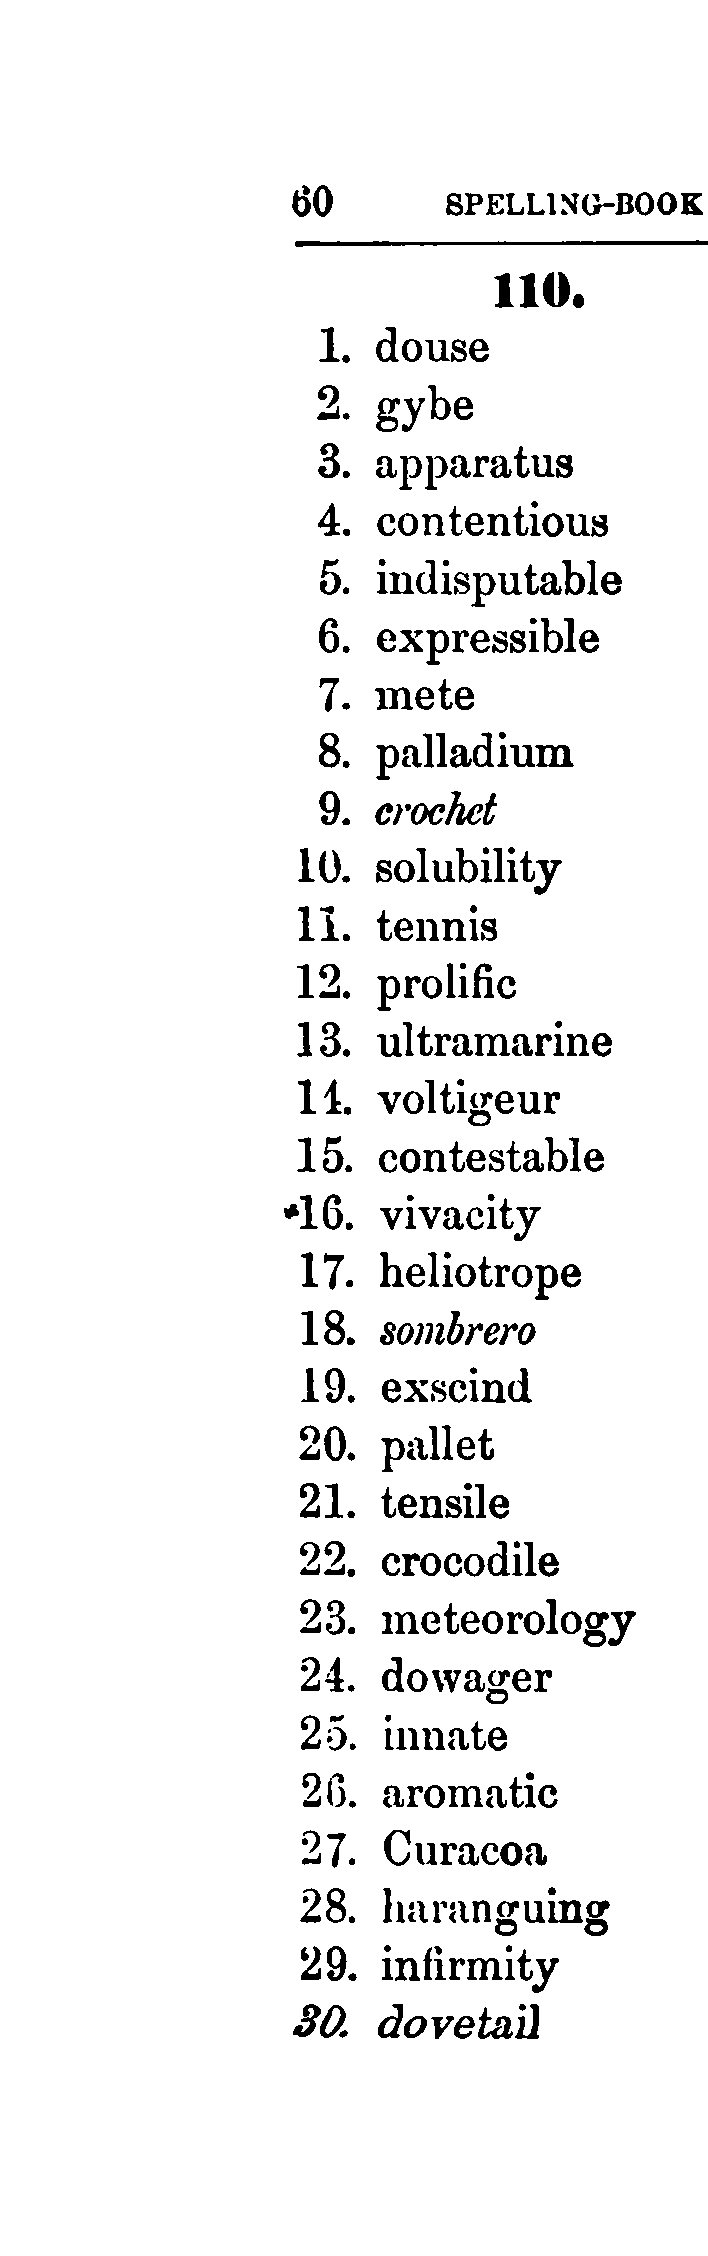 60 SPELLING-BOOK
110.
1. douse
2. gybe
3. apparatus
4. contentious
5. indisputable
6. expressible
7. mete
8. palladium
9. crochet
10. solubility
11. tennis
12. prolific
13. ultramarine
14. voltigeur
15. contestable
16. vivacity
17. heliotrope
18. sombrero
19. exscind
20. pallet
21. tensile
22. crocodile
23. meteorology
24. dowager
25. innate
26. aromatic
27. Curacoa
28. haranguing
29. infirmity
30. dovetail